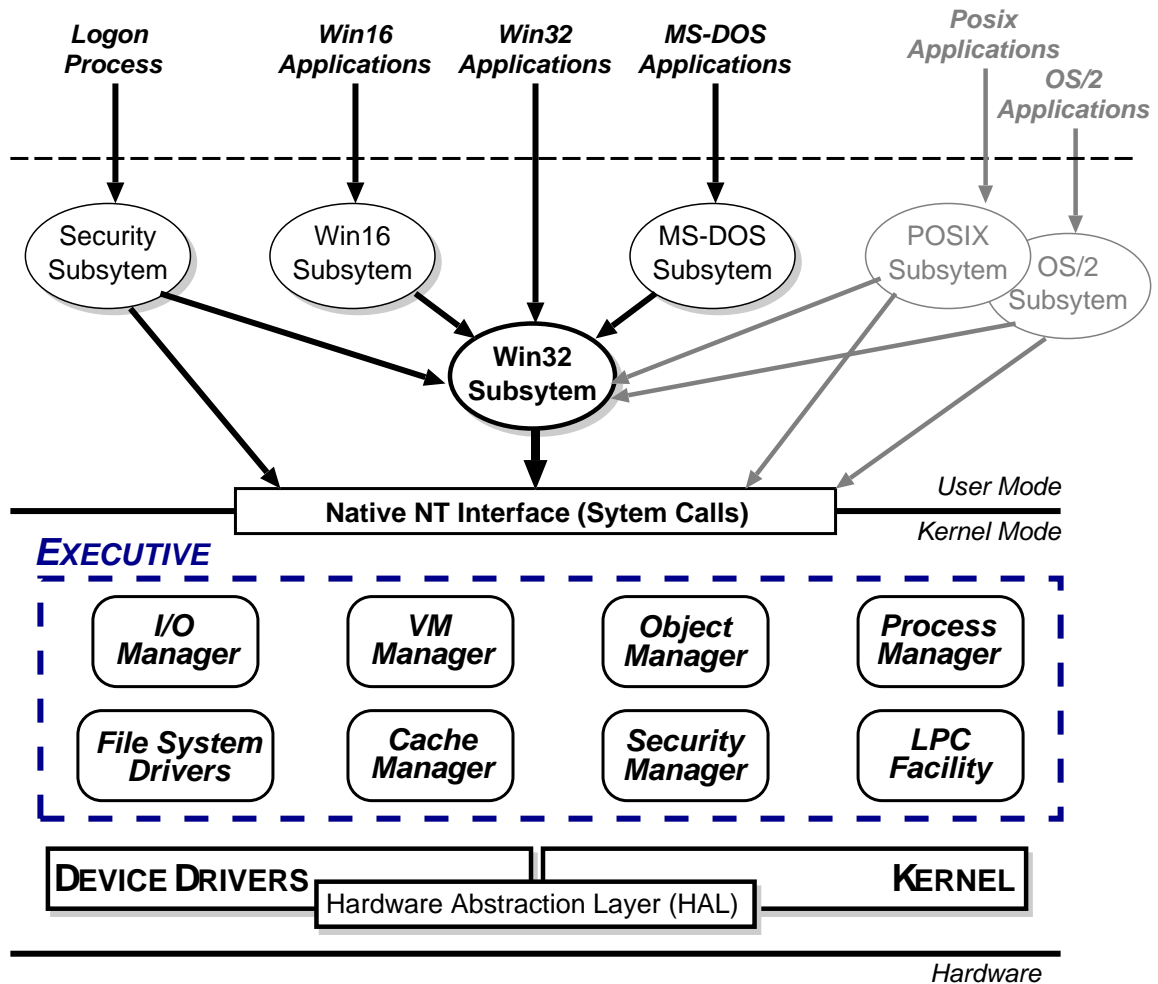 Logon
Process
Win16
Applications
Win32
Applications
MS-DOS
Applications
Posix
Applications
OS/2
Applications
Security
Subsytem
Win16
Subsytem
MS-DOS
Subsytem
POSIX
Subsytem
OS/2
Subsytem
Win32
Subsytem
User Mode
Native NT Interface (Sytem Calls)
Kernel Mode
EXECUTIVE
I/O
Manager
VM
Manager
Object
Manager
Process
Manager
File System
Drivers
Cache
Manager
Security
Manager
LPC
Facility
DEVICE DRIVERS
KERNEL
Hardware Abstraction Layer (HAL)
Hardware